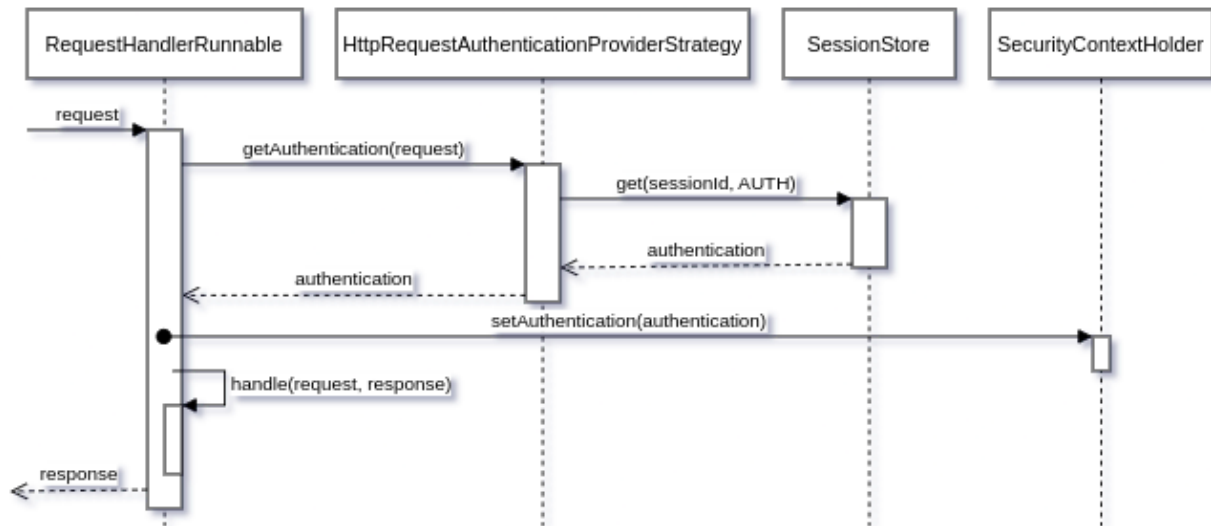 RequestHandlerRunnable
HttpRequestAuthenticationProviderStrategy
SessionStore
SecurityContextHolder
request
getAuthentication(request)
get(sessionId, AUTH)
authentication
authentication
setAuthentication(authentication)
handle(request, response)
response